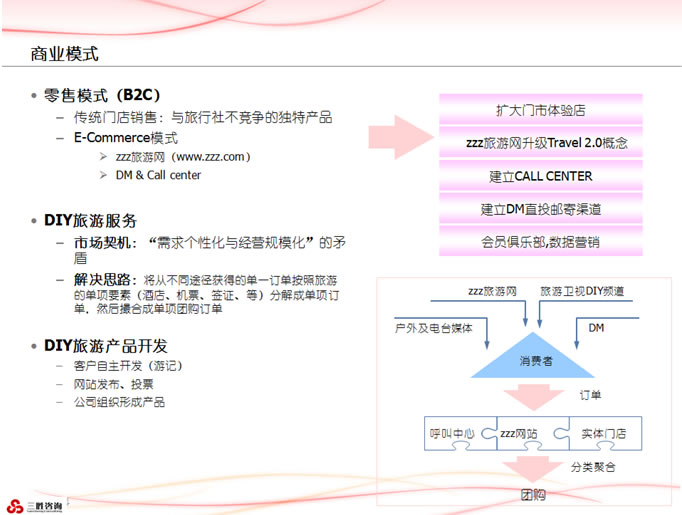 商业模式
• 零售模式（B2C）
– 传统门店销售：与旅行社不竞争的独特产品
– E-Commerce模式
➢ zzz旅游网（www.zzz.com）
➢ DM & Call center
• DIY旅游服务
– 市场契机：“需求个性化与经营规模化”的矛
盾
– 解决思路：将从不同途径获得的单一订单按照旅游
的单项要素（酒店、机票、签证、等）分解成单项订
单，然后撮合成单项团购订单
• DIY旅游产品开发
– 客户自主开发（游记）
– 网站发布、投票
– 公司组织形成产品
扩大门市体验店
zzz旅游网升级Travel 2.0概念
建立CALL CENTER
建立DM直投邮寄渠道
会员俱乐部,数据营销
zzz旅游网
旅游卫视DIY频道
户外及电台媒体
DM
消费者
订单
呼叫中心
zzz网站
实体门店
分类聚合
团购
三胜咨询